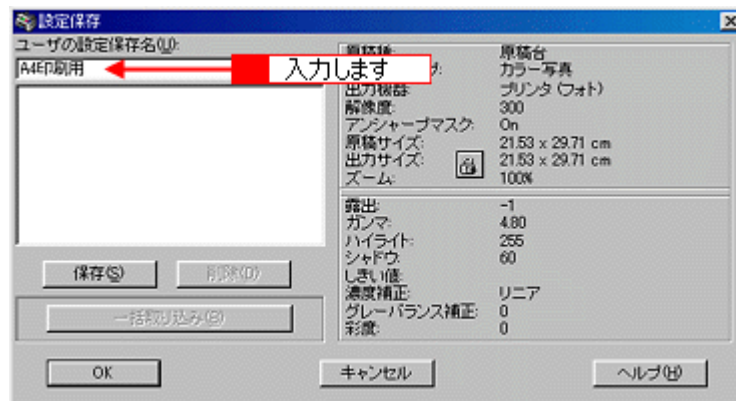 設定保存
ユーザの設定保存名(U):
A4印刷用
入力します
保存(S)
削除(D)
一括取り込み(B)
原稿種: 原稿台
カラー写真
出力機器: プリンタ(フォト)
解像度: 300
アンシャープマスク: On
原稿サイズ: 21.53 x 29.71 cm
出力サイズ: 21.53 x 29.71 cm
ズーム: 100%
露出: -1
ガンマ: 4.80
ハイライト: 255
シャドウ: 60
しきい値:
濃度補正: リニア
グレーバランス補正: 0
彩度: 0
OK
キャンセル
ヘルプ(H)